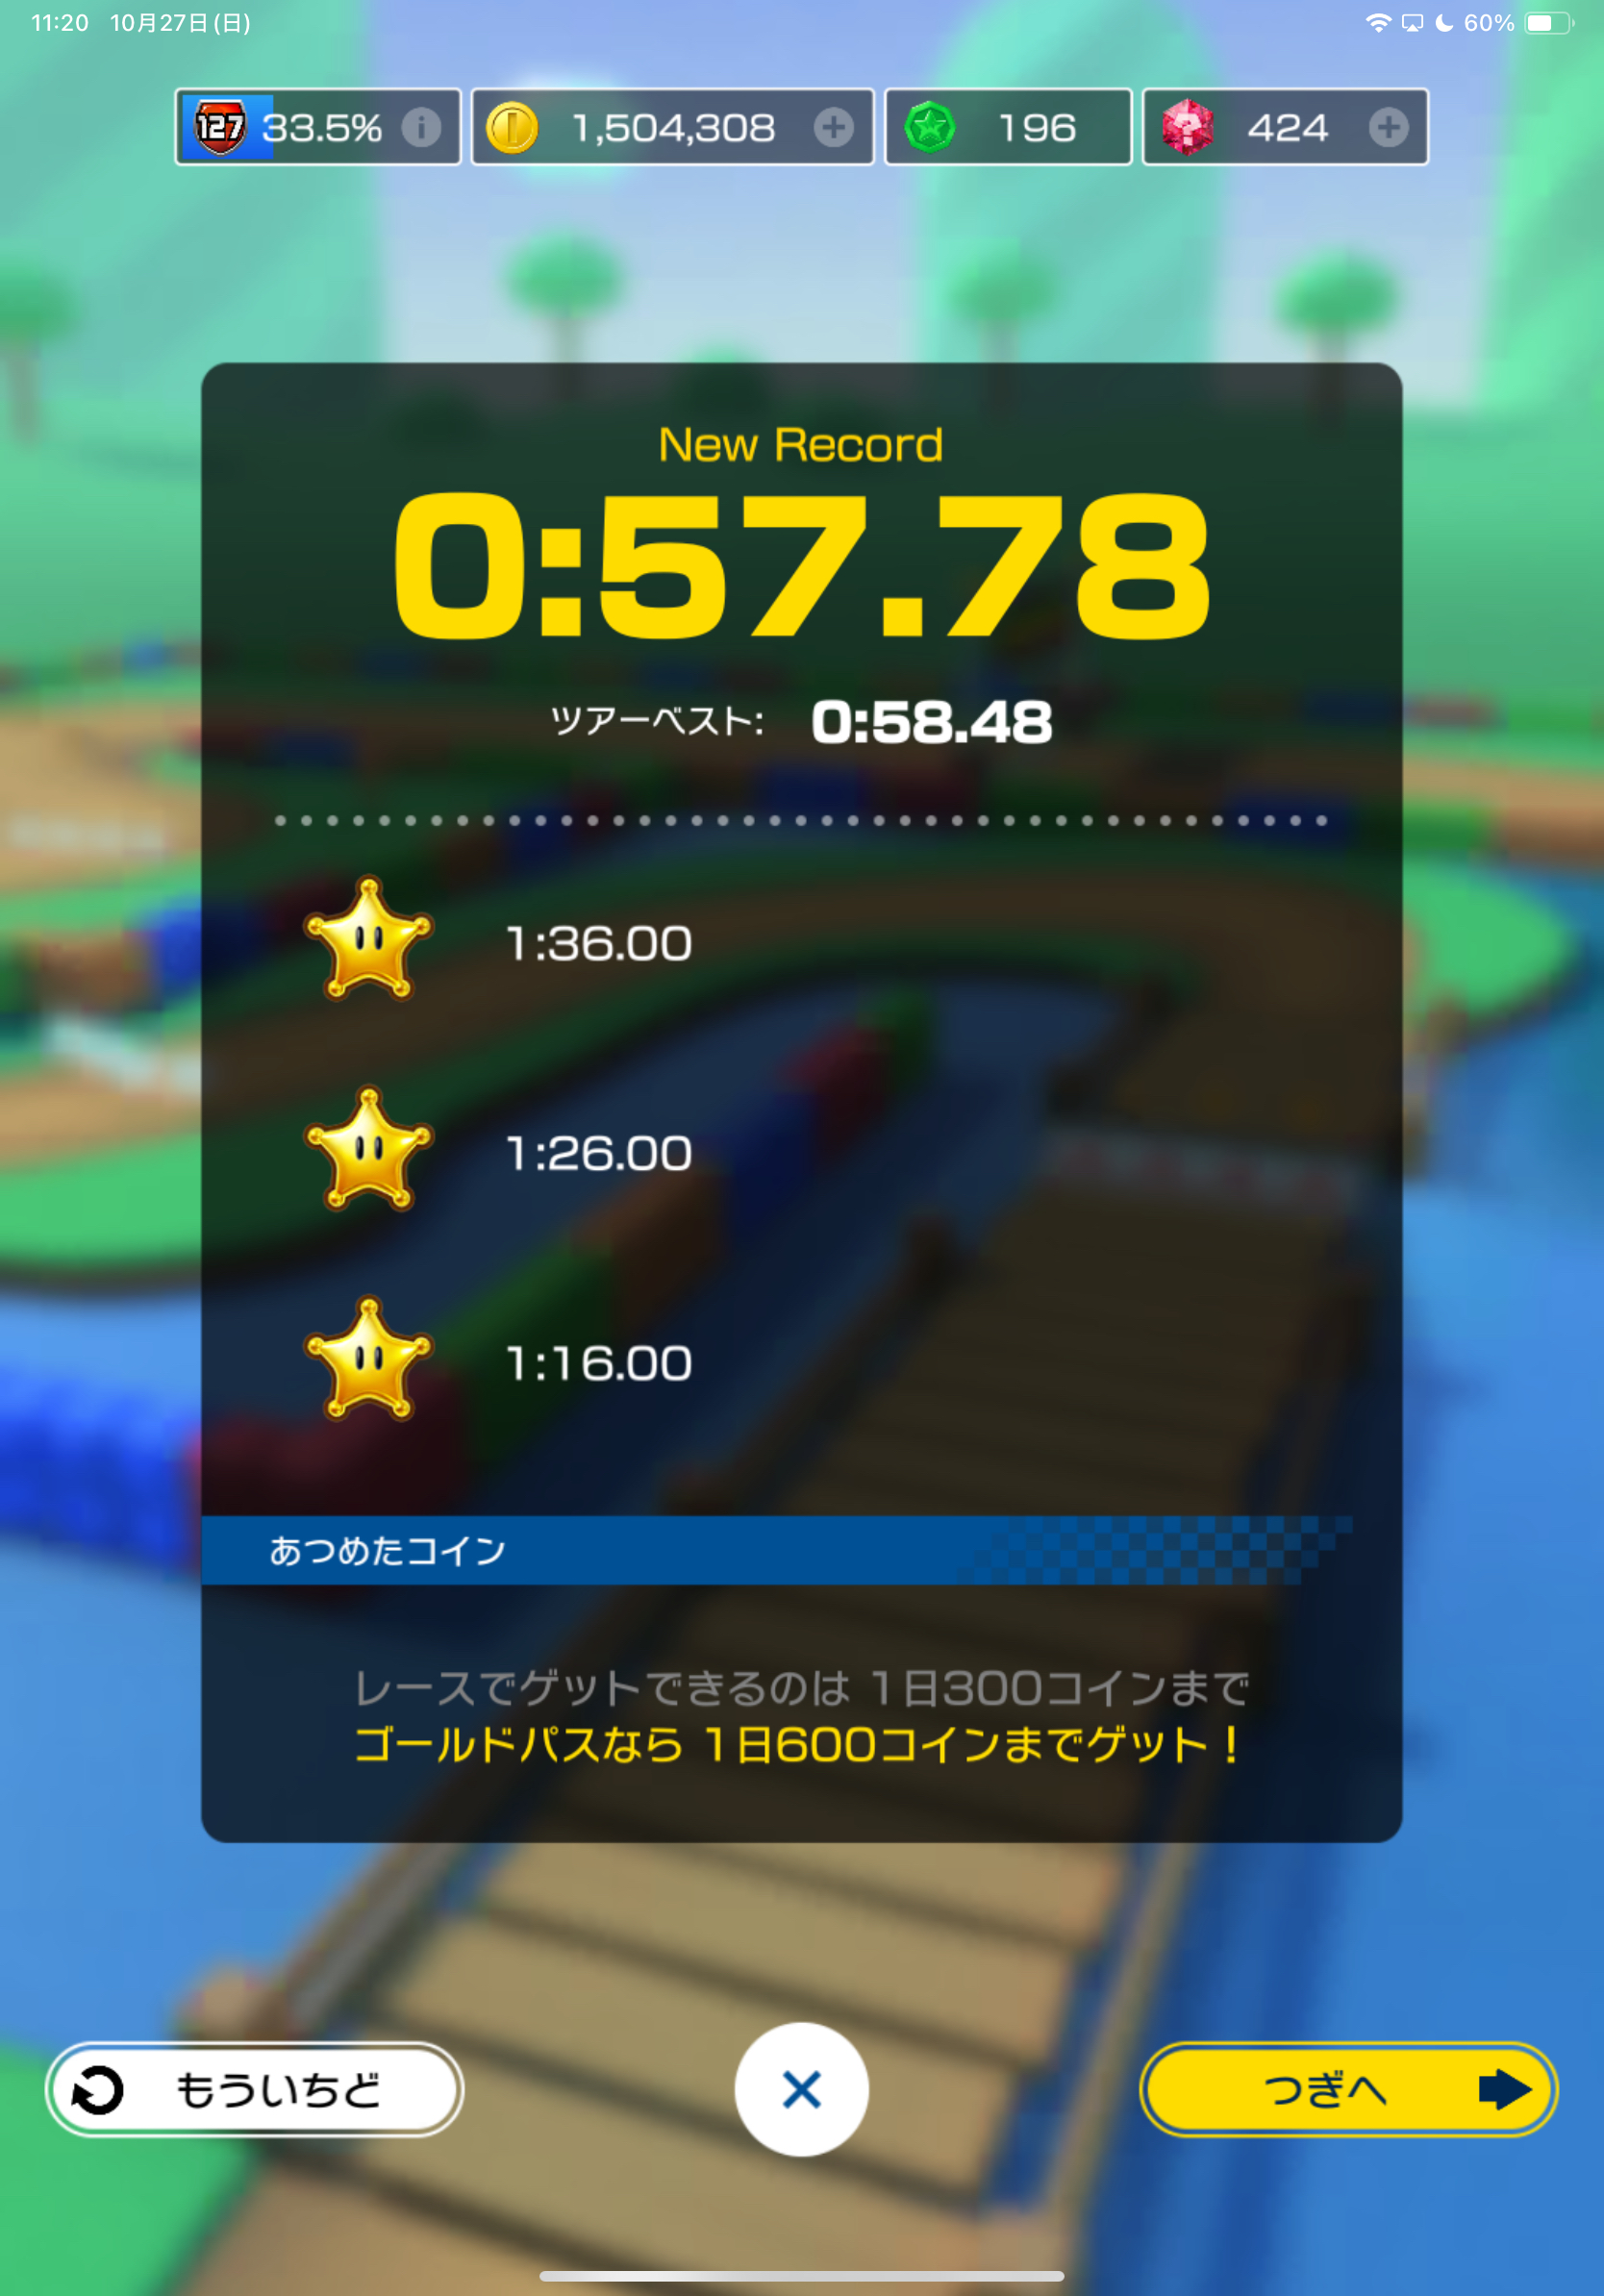 11:20 10月27日(日) 60%
127 33.5% 1,504,308 196 424
New Record
0:57.78
ツアーベスト: 0:58.48
1:36.00
1:26.00
1:16.00
あつめたコイン
レースでゲットできるのは 1日300コインまで
ゴールドパスなら 1日600コインまでゲット！
もういちど つぎへ